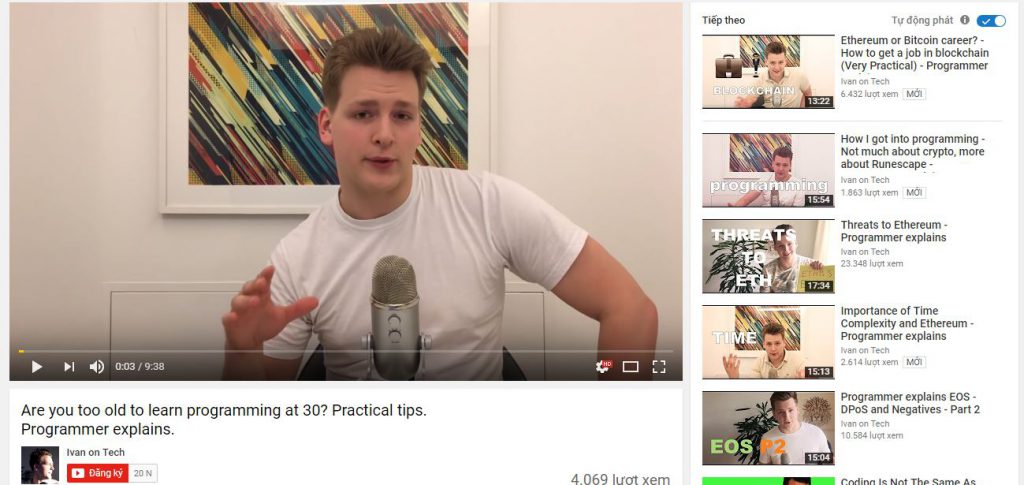 0:03 / 9:38
HD
Are you too old to learn programming at 30? Practical tips.
Programmer explains.
Ivan on Tech
Đăng ký 20 N
4.069 lượt xem
Tiếp theo
Tự động phát
BLOCKCHAIN
13:22
Ethereum or Bitcoin career? -
How to get a job in blockchain
(Very Practical) - Programmer
Ivan on Tech
6.432 lượt xem MỚI
programming
15:54
How I got into programming -
Not much about crypto, more
about Runescape -
Ivan on Tech
1.863 lượt xem MỚI
THREATS
TO
ETH
17:34
Threats to Ethereum -
Programmer explains
Ivan on Tech
23.348 lượt xem
TIME
15:13
Importance of Time
Complexity and Ethereum -
Programmer explains
Ivan on Tech
2.614 lượt xem MỚI
EOS P2
15:04
Programmer explains EOS -
DPoS and Negatives - Part 2
Ivan on Tech
10.584 lượt xem
Coding Is Not The Same As